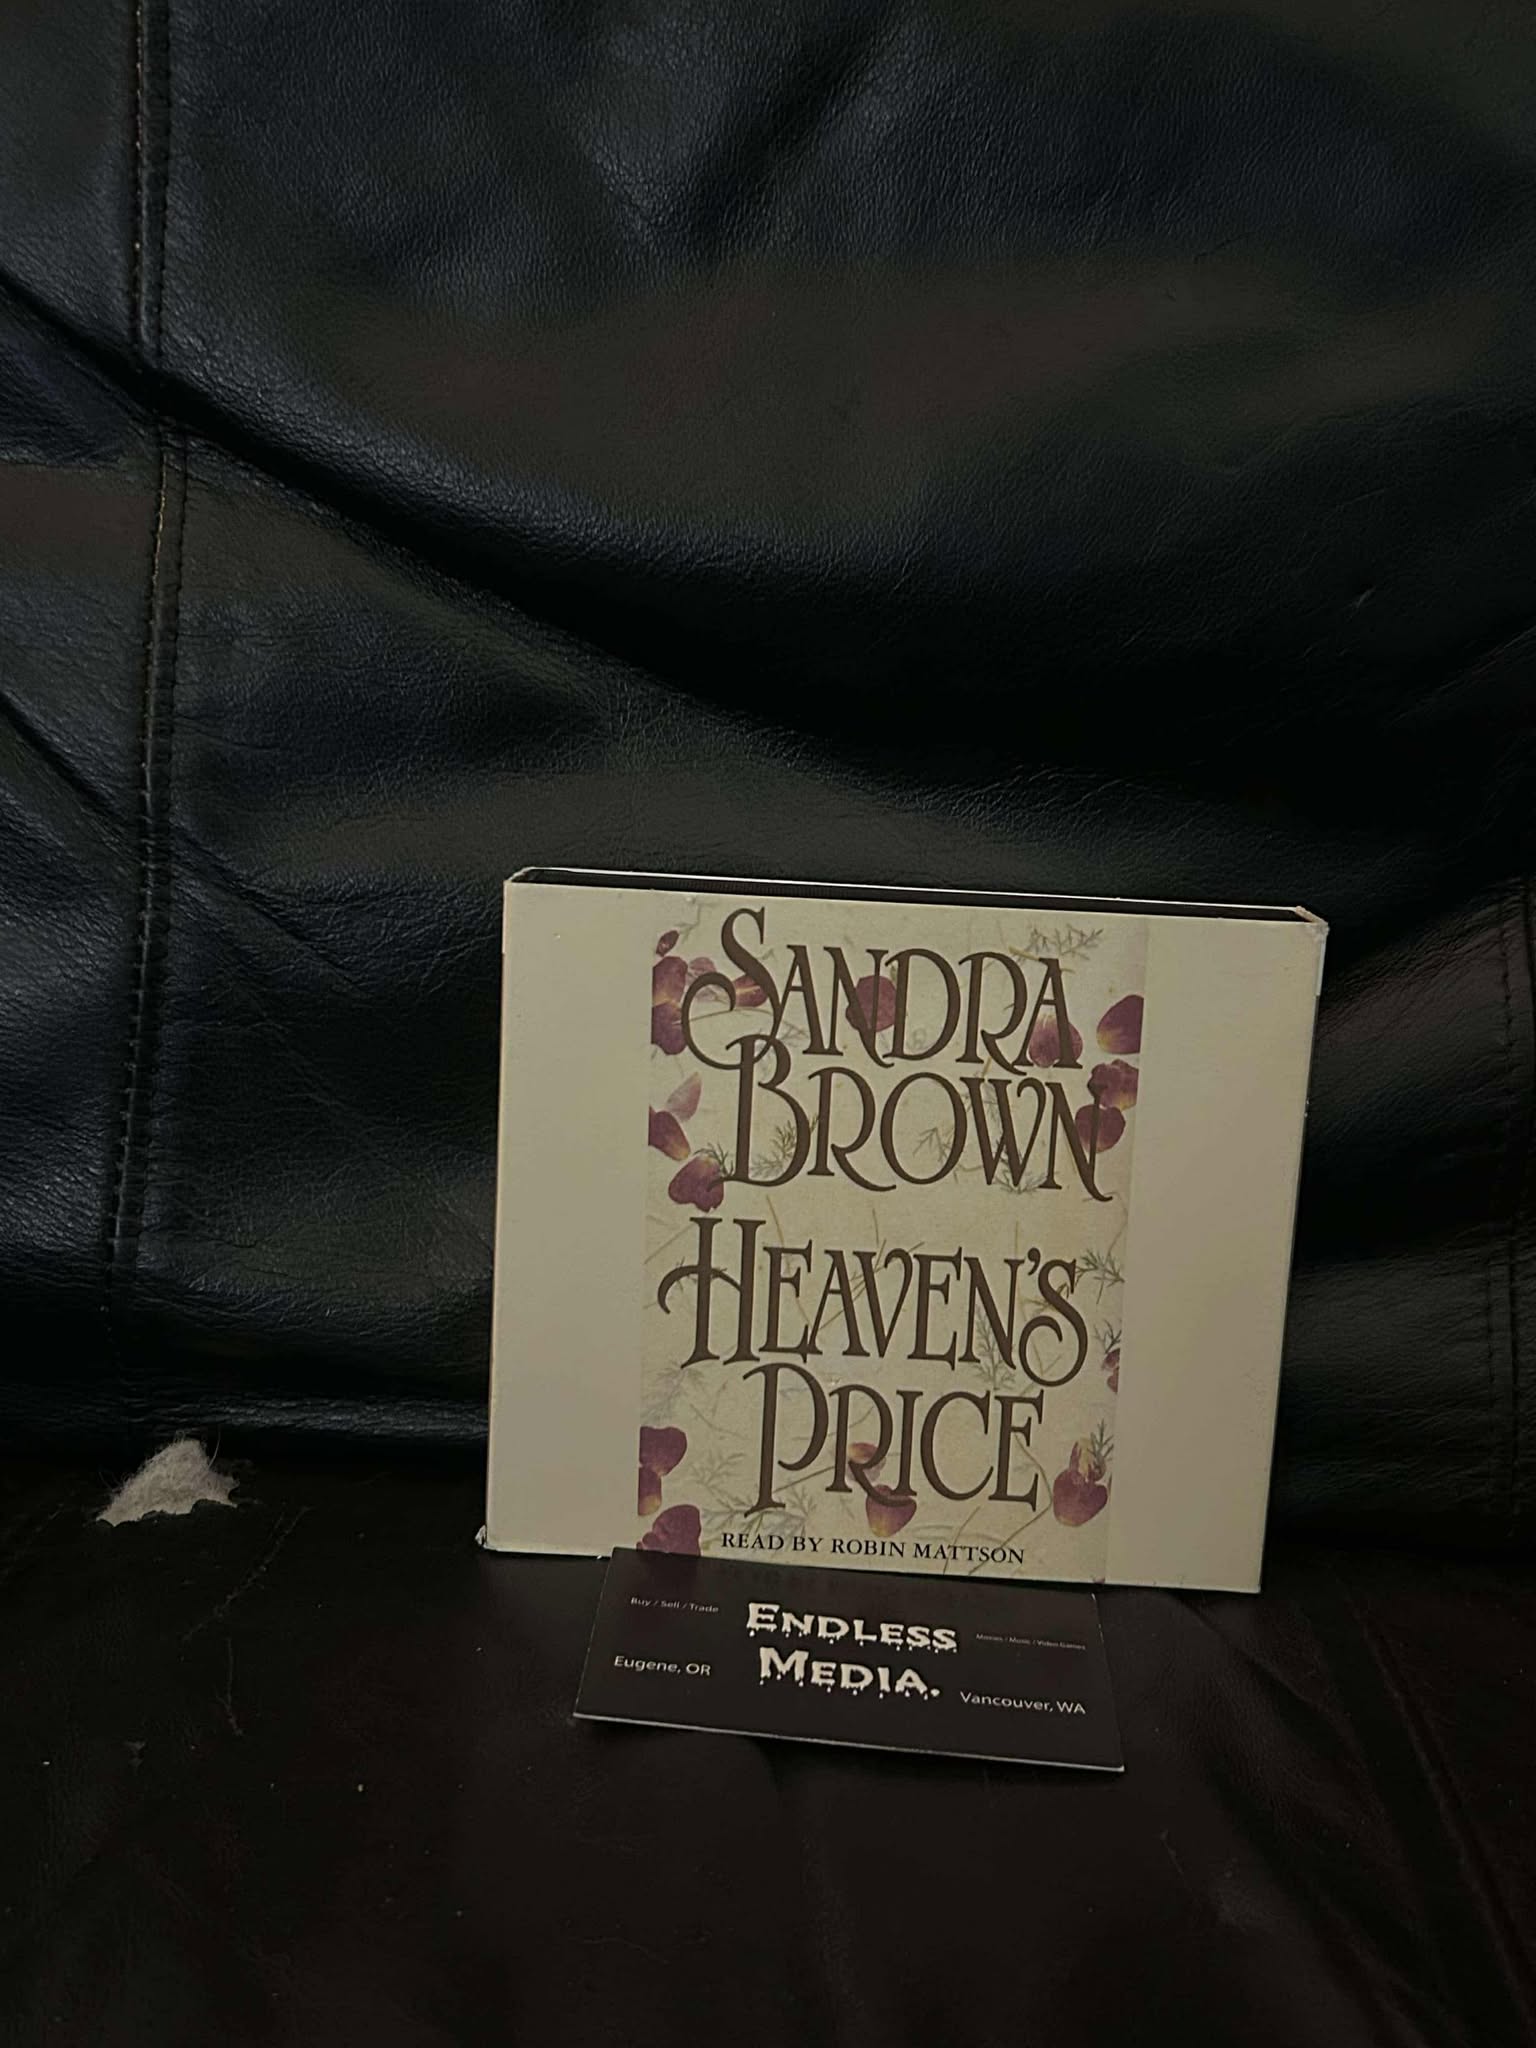 SANDRA
BROWN
HEAVEN'S
PRICE
READ BY ROBIN MATTSON
Buy / Sell / Trade
ENDLESS
MEDIA.
Movies / Music / Video Games
Eugene, OR
Vancouver, WA